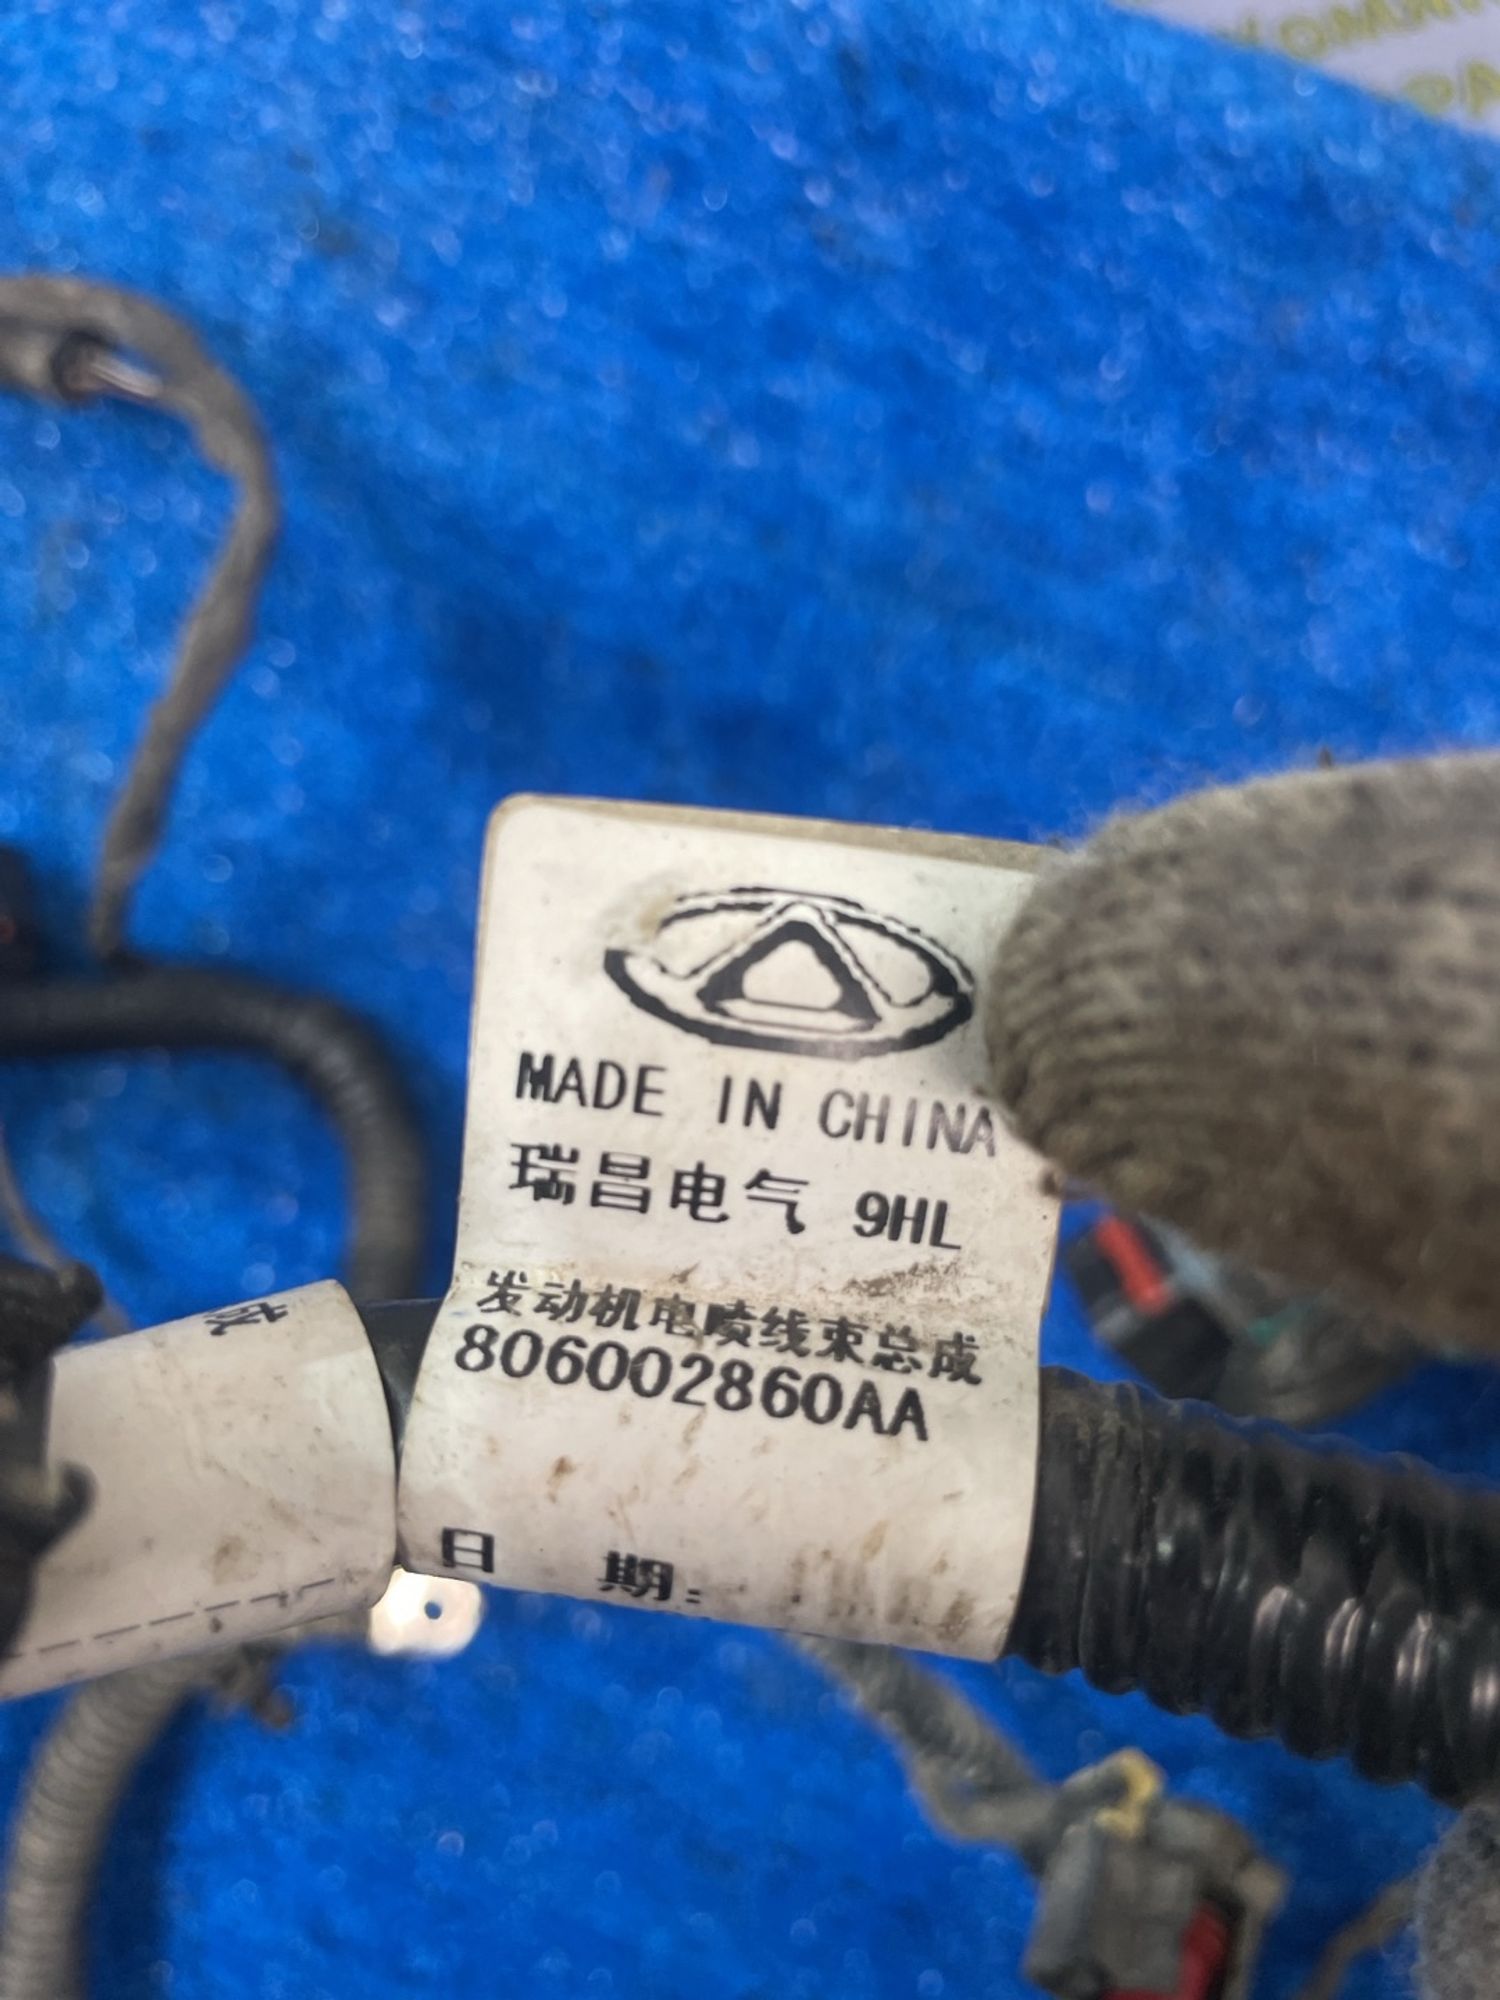 MADE IN CHINA
瑞昌电气 9HL
发动机电喷线束总成
806002860AA
日 期: